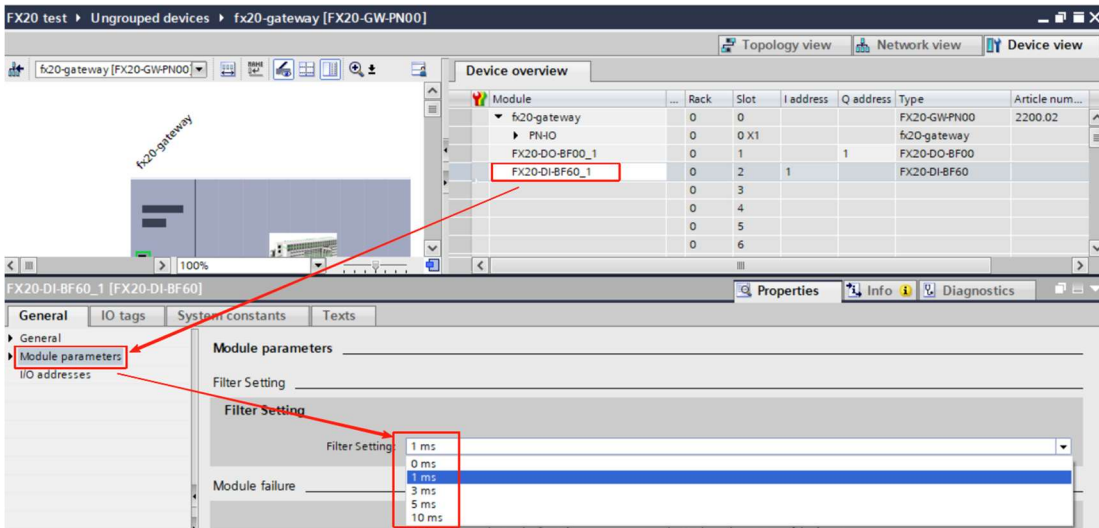 FX20 test ▸ Ungrouped devices ▸ fx20-gateway [FX20-GW-PN00]
Topology view Network view Device view
fx20-gateway [FX20-GW-PN00]
Device overview
Module ... Rack Slot I address Q address Type Article num...
fx20-gateway 0 0 FX20-GW-PN00 2200.02
PN-IO 0 0 X1 fx20-gateway
FX20-DO-BF00_1 0 1 1 FX20-DO-BF00
FX20-DI-BF60_1 0 2 1 FX20-DI-BF60
0 3
0 4
0 5
0 6
fx20-gateway
100%
FX20-DI-BF60_1 [FX20-DI-BF60]
Properties Info Diagnostics
General IO tags System constants Texts
General
Module parameters
I/O addresses
Module parameters
Filter Setting
Filter Setting
Filter Setting: 1 ms
0 ms
1 ms
3 ms
5 ms
10 ms
Module failure